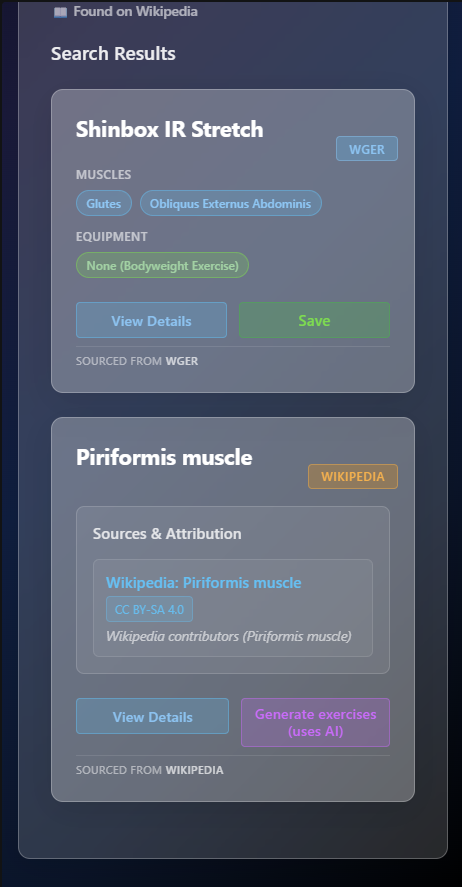 📖 Found on Wikipedia
Search Results
Shinbox IR Stretch
WGER
MUSCLES
Glutes
Obliquus Externus Abdominis
EQUIPMENT
None (Bodyweight Exercise)
View Details
Save
SOURCED FROM WGER
Piriformis muscle
WIKIPEDIA
Sources & Attribution
Wikipedia: Piriformis muscle
CC BY-SA 4.0
Wikipedia contributors (Piriformis muscle)
View Details
Generate exercises
(uses AI)
SOURCED FROM WIKIPEDIA